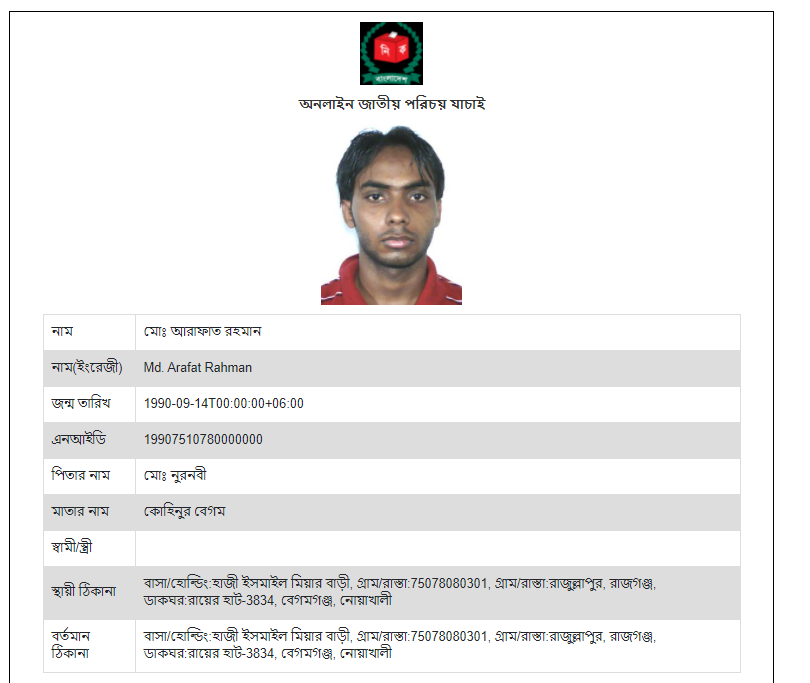 নি ক
বাংলাদেশ
অনলাইন জাতীয় পরিচয় যাচাই
নাম মোঃ আরাফাত রহমান
নাম(ইংরেজী) Md. Arafat Rahman
জন্ম তারিখ 1990-09-14T00:00:00+06:00
এনআইডি 19907510780000000
পিতার নাম মোঃ নুরনবী
মাতার নাম কোহিনুর বেগম
স্বামী/স্ত্রী
স্থায়ী ঠিকানা বাসা/হোল্ডিং:হাজী ইসমাইল মিয়ার বাড়ী, গ্রাম/রাস্তা:75078080301, গ্রাম/রাস্তা:রাজুল্লাপুর, রাজগঞ্জ,
ডাকঘর:রায়ের হাট-3834, বেগমগঞ্জ, নোয়াখালী
বর্তমান
ঠিকানা
বাসা/হোল্ডিং:হাজী ইসমাইল মিয়ার বাড়ী, গ্রাম/রাস্তা:75078080301, গ্রাম/রাস্তা:রাজুল্লাপুর, রাজগঞ্জ,
ডাকঘর:রায়ের হাট-3834, বেগমগঞ্জ, নোয়াখালী